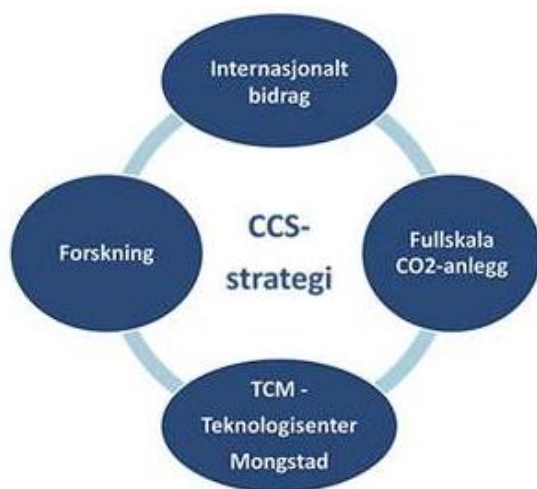 Internasjonalt
bidrag
Forskning
CCS-
strategi
Fullskala
CO2-anlegg
TCM -
Teknologisenter
Mongstad